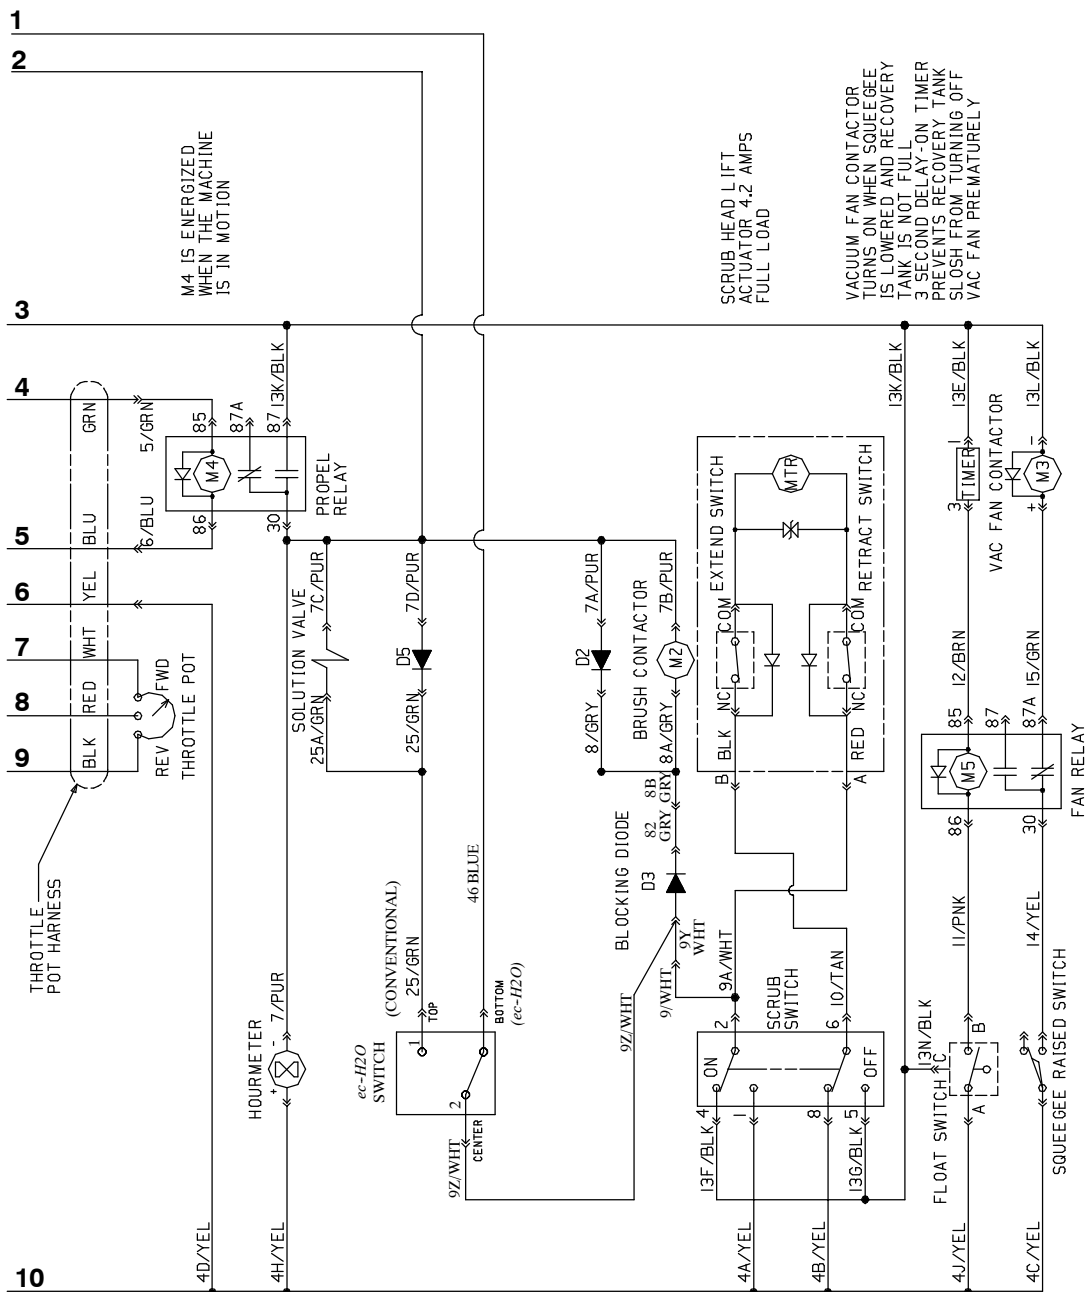 1
2
3
4
5
6
7
8
9
10
M4 IS ENERGIZED
WHEN THE MACHINE
IS IN MOTION
SCRUB HEAD LIFT
ACTUATOR 4.2 AMPS
FULL LOAD
VACUUM FAN CONTACTOR
TURNS ON WHEN SQUEEGEE
IS LOWERED AND RECOVERY
TANK IS NOT FULL
3 SECOND DELAY-ON TIMER
PREVENTS RECOVERY TANK
SLOSH FROM TURNING OFF
VAC FAN PREMATURELY
GRN
BLU
YEL
WHT
RED
BLK
5/GRN
6/BLU
85
87A
87
86
30
M4
13K/BLK
PROPEL
RELAY
FWD
REV
THROTTLE POT
THROTTLE
POT HARNESS
SOLUTION VALVE
7C/PUR
25A/GRN
7D/PUR
D5
25/GRN
7A/PUR
D2
8/GRY
BRUSH CONTACTOR
7B/PUR
M2
8A/GRY
8B
GRY
82
GRY
BLOCKING DIODE
D3
9Y
WHT
9/WHT
9Z/WHT
EXTEND SWITCH
RETRACT SWITCH
MTR
COM
NC
COM
NC
BLK
RED
B
A
13K/BLK
13E/BLK
13L/BLK
1
TIMER
3
VAC FAN CONTACTOR
-
M3
+
12/BRN
15/GRN
85
87
87A
M5
86
30
FAN RELAY
11/PNK
14/YEL
HOURMETER
- 7/PUR
+
(CONVENTIONAL)
25/GRN
46 BLUE
TOP
BOTTOM
(ec-H2O)
ec-H2O
SWITCH
1
2
CENTER
9Z/WHT
9A/WHT
10/TAN
2
6
SCRUB
SWITCH
ON
OFF
4
1
8
5
13F/BLK
13G/BLK
13N/BLK
FLOAT SWITCH
C
B
A
SQUEEGEE RAISED SWITCH
4D/YEL
4H/YEL
4A/YEL
4B/YEL
4J/YEL
4C/YEL